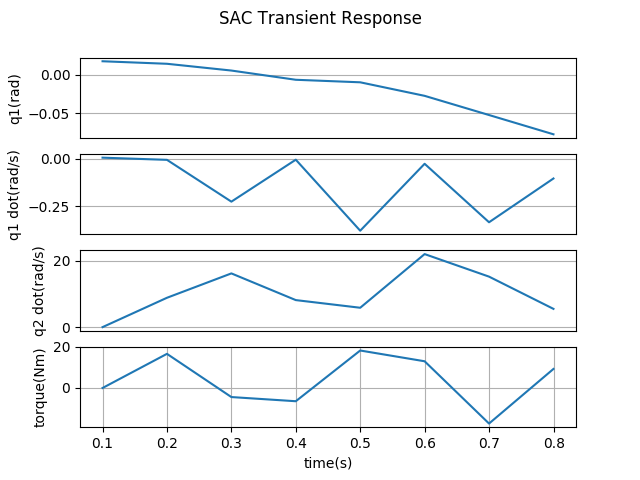 SAC Transient Response
q1(rad)
0.00
−0.05
q1 dot(rad/s)
0.00
−0.25
q2 dot(rad/s)
20
0
torque(Nm)
20
0
0.1 0.2 0.3 0.4 0.5 0.6 0.7 0.8
time(s)